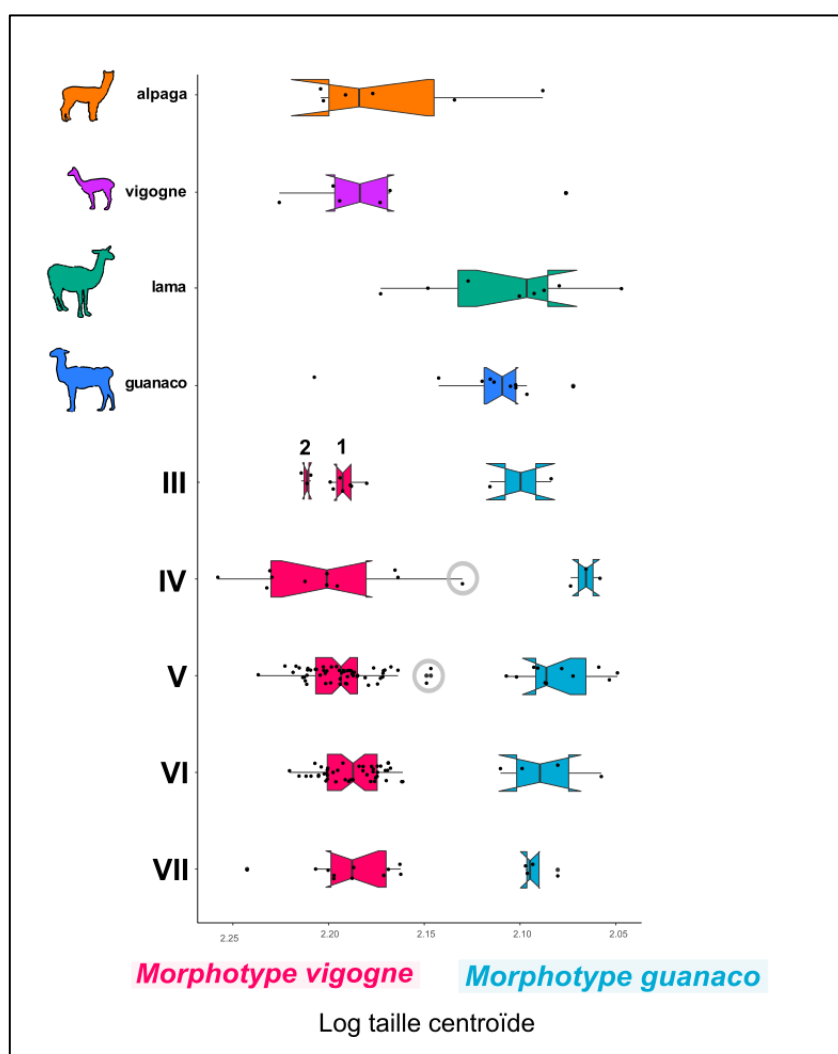 alpaga
vigogne
lama
guanaco
2 1
III
IV
V
VI
VII
2.25 2.20 2.15 2.10 2.05
Morphotype vigogne Morphotype guanaco
Log taille centroïde